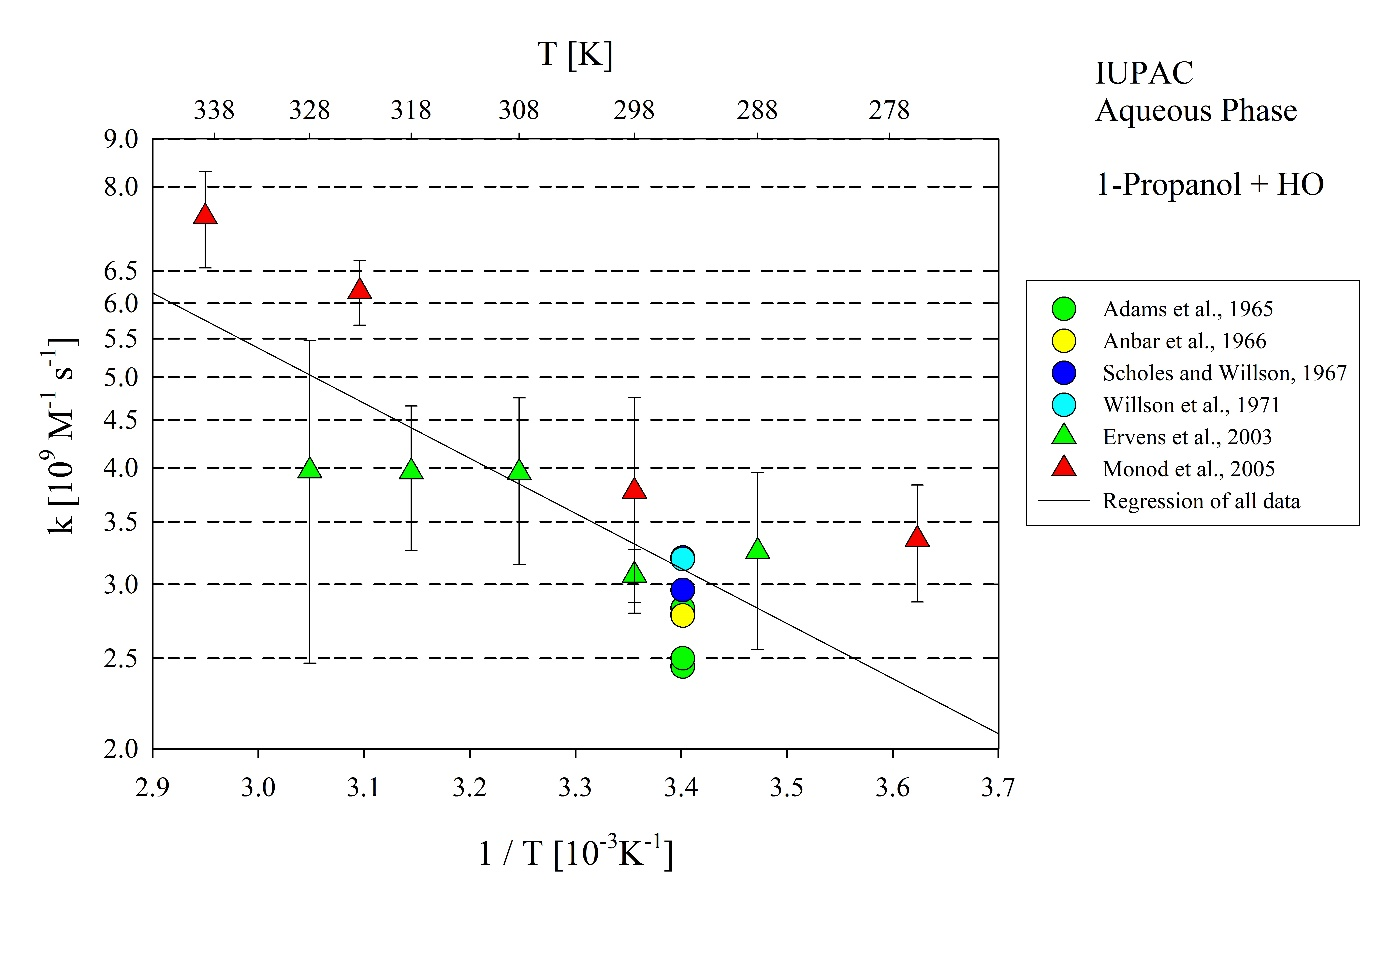 T [K]
338 328 318 308 298 288 278
IUPAC
Aqueous Phase
1-Propanol + HO
9.0
8.0
6.5
6.0
5.5
5.0
4.5
4.0
3.5
3.0
2.5
2.0
k [10⁹ M⁻¹ s⁻¹]
2.9 3.0 3.1 3.2 3.3 3.4 3.5 3.6 3.7
1 / T [10⁻³K⁻¹]
Adams et al., 1965
Anbar et al., 1966
Scholes and Willson, 1967
Willson et al., 1971
Ervens et al., 2003
Monod et al., 2005
Regression of all data